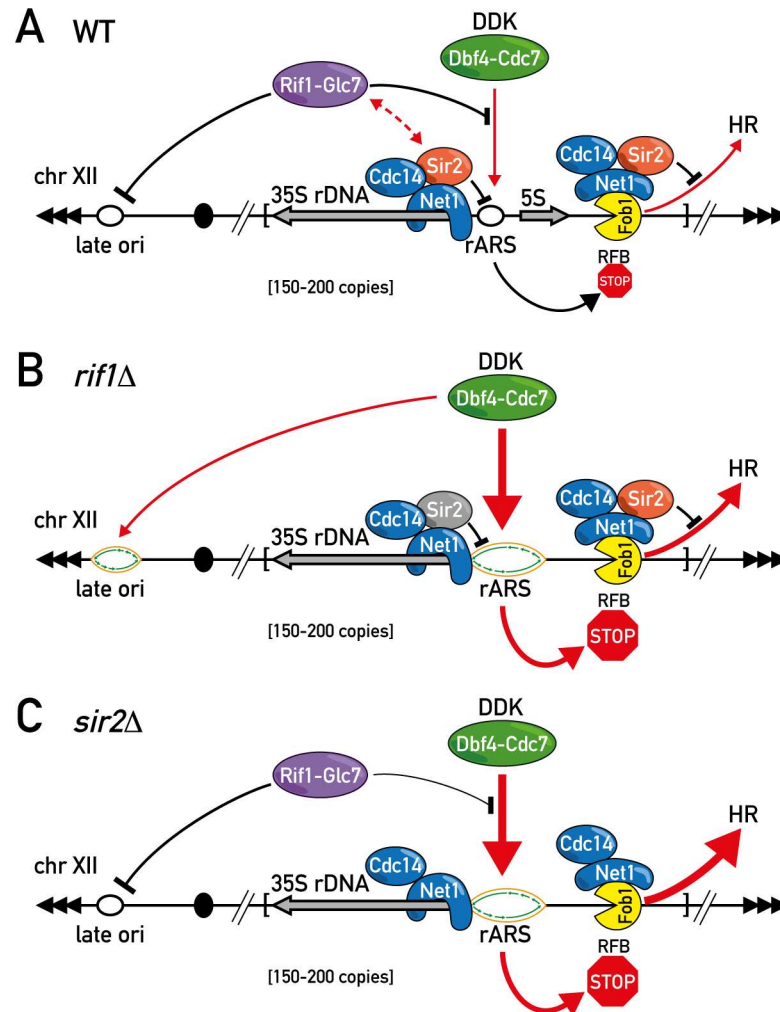 A WT
DDK
Dbf4-Cdc7
Rif1-Glc7
HR
chr XII
Cdc14
Sir2
Net1
35S rDNA
5S
Cdc14
Sir2
Net1
Fob1
late ori
rARS
[150-200 copies]
RFB
STOP
B rif1Δ
DDK
Dbf4-Cdc7
HR
chr XII
Cdc14
Sir2
Net1
35S rDNA
Cdc14
Sir2
Net1
Fob1
late ori
rARS
[150-200 copies]
RFB
STOP
C sir2Δ
DDK
Dbf4-Cdc7
Rif1-Glc7
HR
chr XII
Cdc14
Net1
35S rDNA
Cdc14
Net1
Fob1
late ori
rARS
[150-200 copies]
RFB
STOP